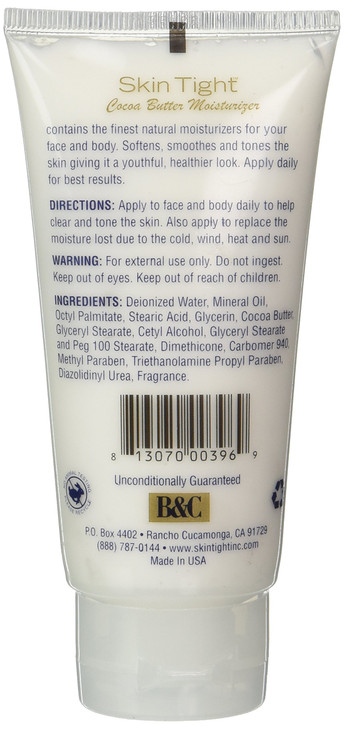 Skin Tight
Cocoa Butter Moisturizer
contains the finest natural moisturizers for your
face and body. Softens, smoothes and tones the
skin giving it a youthful, healthier look. Apply daily
for best results.
DIRECTIONS: Apply to face and body daily to help
clear and tone the skin. Also apply to replace the
moisture lost due to the cold, wind, heat and sun.
WARNING: For external use only. Do not ingest.
Keep out of eyes. Keep out of reach of children.
INGREDIENTS: Deionized Water, Mineral Oil,
Octyl Palmitate, Stearic Acid, Glycerin, Cocoa Butter,
Glyceryl Stearate, Cetyl Alcohol, Glyceryl Stearate
and Peg 100 Stearate, Dimethicone, Carbomer 940,
Methyl Paraben, Triethanolamine Propyl Paraben,
Diazolidinyl Urea, Fragrance.
8 13070 00396 9
Unconditionally Guaranteed
B&C
P.O. Box 4402 • Rancho Cucamonga, CA 91729
(888) 787-0144 • www.skintightinc.com
Made In USA